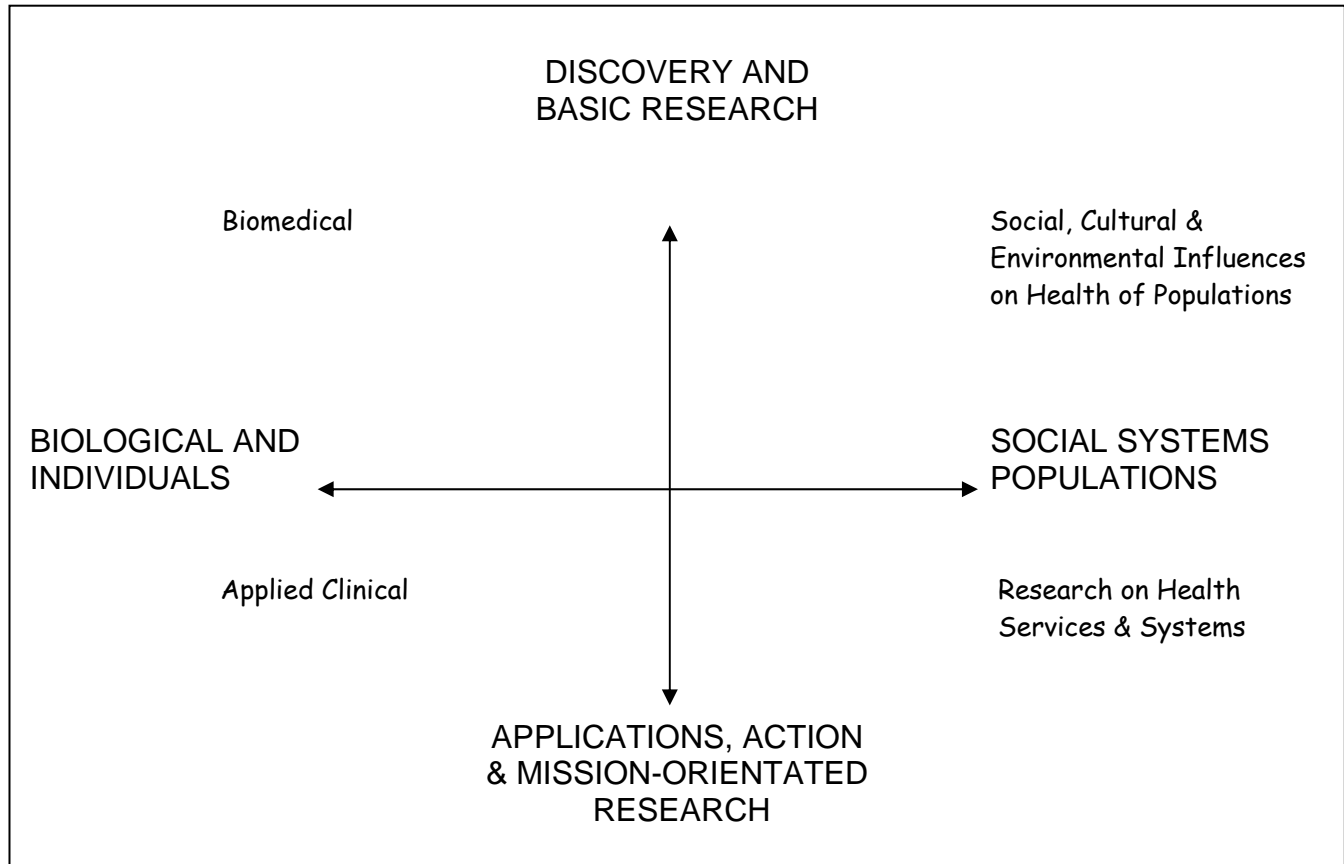 DISCOVERY AND
BASIC RESEARCH
Biomedical
Social, Cultural &
Environmental Influences
on Health of Populations
BIOLOGICAL AND
INDIVIDUALS
SOCIAL SYSTEMS
POPULATIONS
Applied Clinical
Research on Health
Services & Systems
APPLICATIONS, ACTION
& MISSION-ORIENTATED
RESEARCH